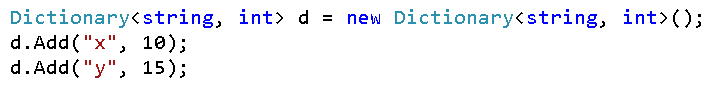 Dictionary<string, int> d = new Dictionary<string, int>();
d.Add("x", 10);
d.Add("y", 15);